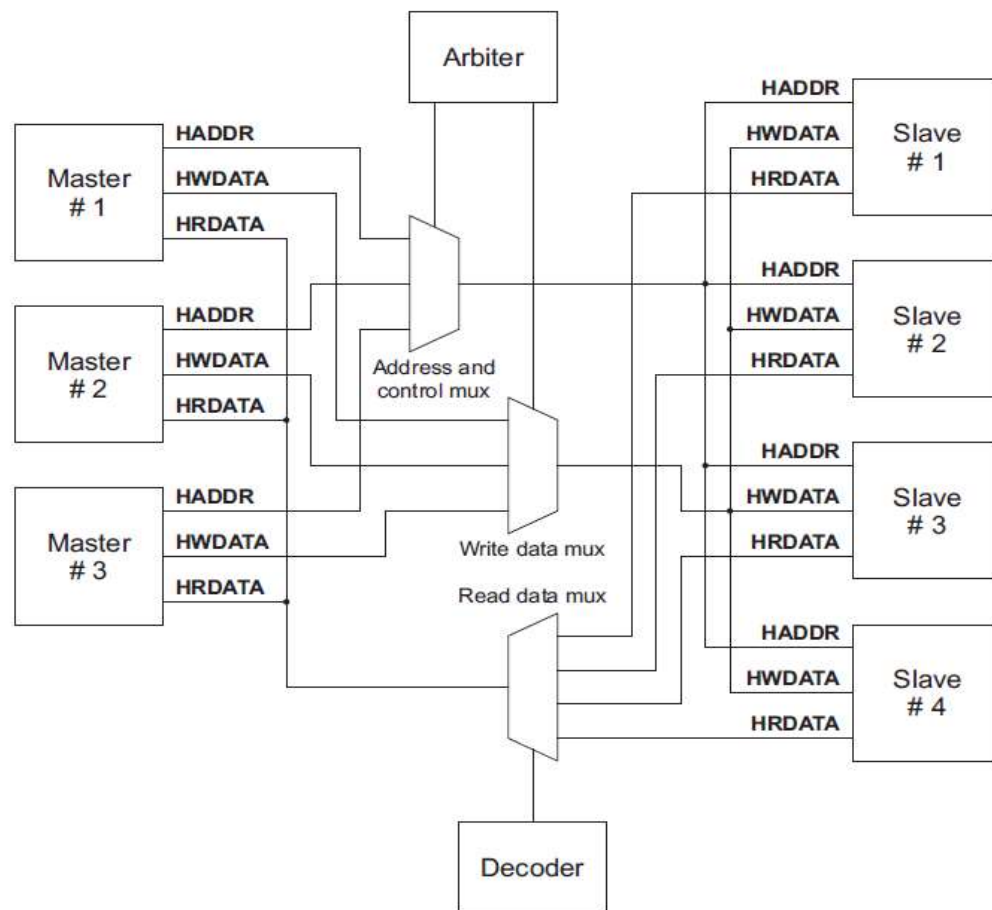 Arbiter
HADDR
HWDATA
HRDATA
Master
# 1
HADDR
HWDATA
HRDATA
Slave
# 1
HADDR
HWDATA
HRDATA
Master
# 2
Address and
control mux
HADDR
HWDATA
HRDATA
Slave
# 2
HADDR
HWDATA
HRDATA
Master
# 3
Write data mux
HADDR
HWDATA
HRDATA
Slave
# 3
Read data mux
HADDR
HWDATA
HRDATA
Slave
# 4
Decoder